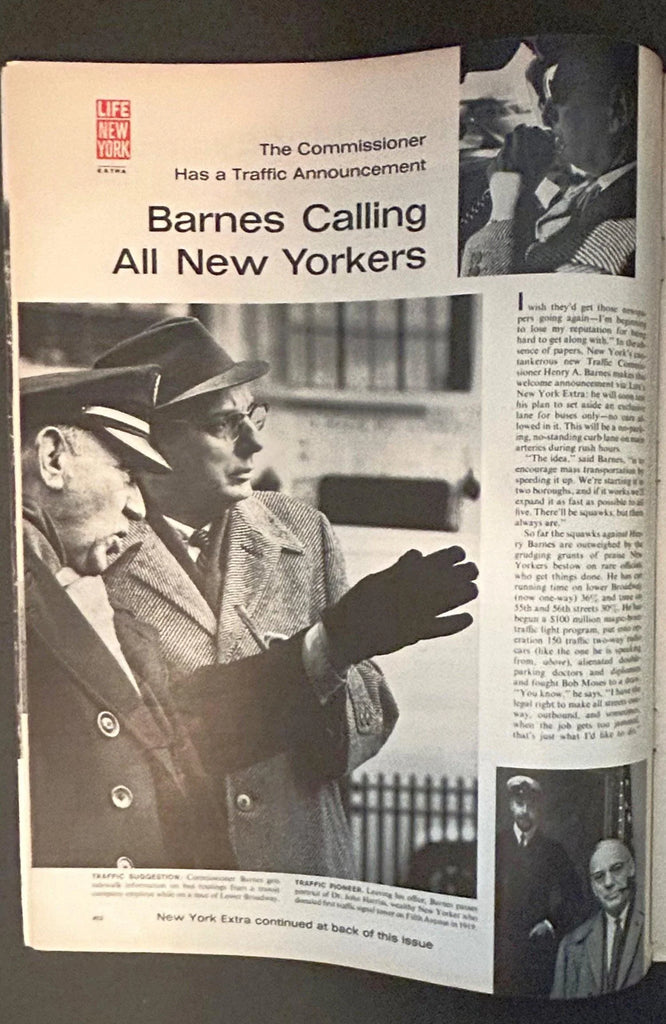 LIFE
NEW
YORK
EXTRA
The Commissioner
Has a Traffic Announcement
Barnes Calling
All New Yorkers
I wish they'd get those newspa-
pers going again—I'm beginning
to lose my reputation for being
hard to get along with." In the ab-
sence of papers, New York's can-
tankerous new Traffic Commis-
sioner Henry A. Barnes makes this
welcome announcement via LIFE's
New York Extra: he will soon
his plan to set aside an exclusive
lane for buses only—no cars al-
lowed in it. This will be a no-park-
ing, no-standing curb lane on main
arteries during rush hours.
"The idea," said Barnes, "is to
encourage mass transportation by
speeding it up. We're starting it in
two boroughs, and if it works we'll
expand it as fast as possible to all
five. There'll be squawks, but there
always are."
So far the squawks against Hen-
ry Barnes are outweighed by the
grudging grunts of praise New
Yorkers bestow on rare officials
who get things done. He has cut
running time on lower Broadway
(now one-way) 36%, and time on
55th and 56th streets 30%. He has
begun a $100 million
traffic light program, put into op-
eration 150 traffic two-way radio
cars (like the one he is speaking
from, above), alienated double-
parking doctors and diplomats
and fought Bob Moses to a draw.
"You know," he says, "I have the
legal right to make all streets one-
way, outbound, and sometimes
when the job gets too
that's just what I'd like to do."
TRAFFIC SUGGESTION. Commissioner Barnes gets
sidewalk information on bus routings from a transit
company employe while on a tour of Lower Broadway.
TRAFFIC PIONEER. Leaving his office, Barnes passes
portrait of Dr. John Harriss, wealthy New Yorker who
donated first traffic signal tower on Fifth Avenue in 1919.
New York Extra continued at back of this issue